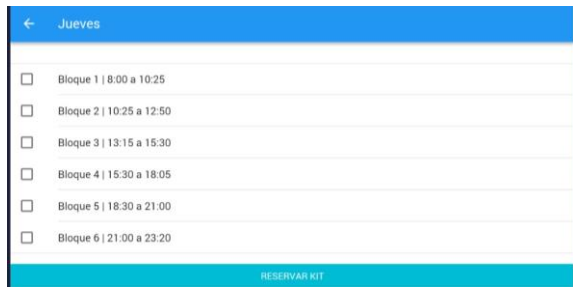 Jueves
Bloque 1 | 8:00 a 10:25
Bloque 2 | 10:25 a 12:50
Bloque 3 | 13:15 a 15:30
Bloque 4 | 15:30 a 18:05
Bloque 5 | 18:30 a 21:00
Bloque 6 | 21:00 a 23:20
RESERVAR KIT